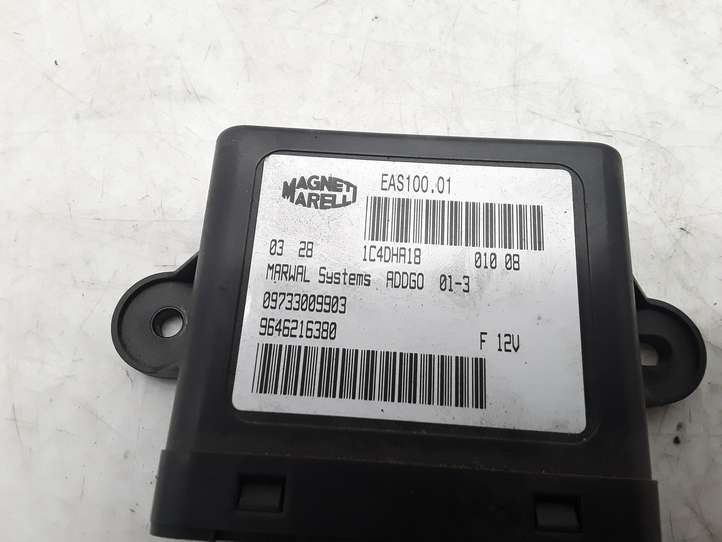 MAGNETI
MARELLI
EAS100.01
03 28 1C4DHA18 010 08
MARWAL Systems ADDGO 01-3
09733009903
9646216380
F 12V